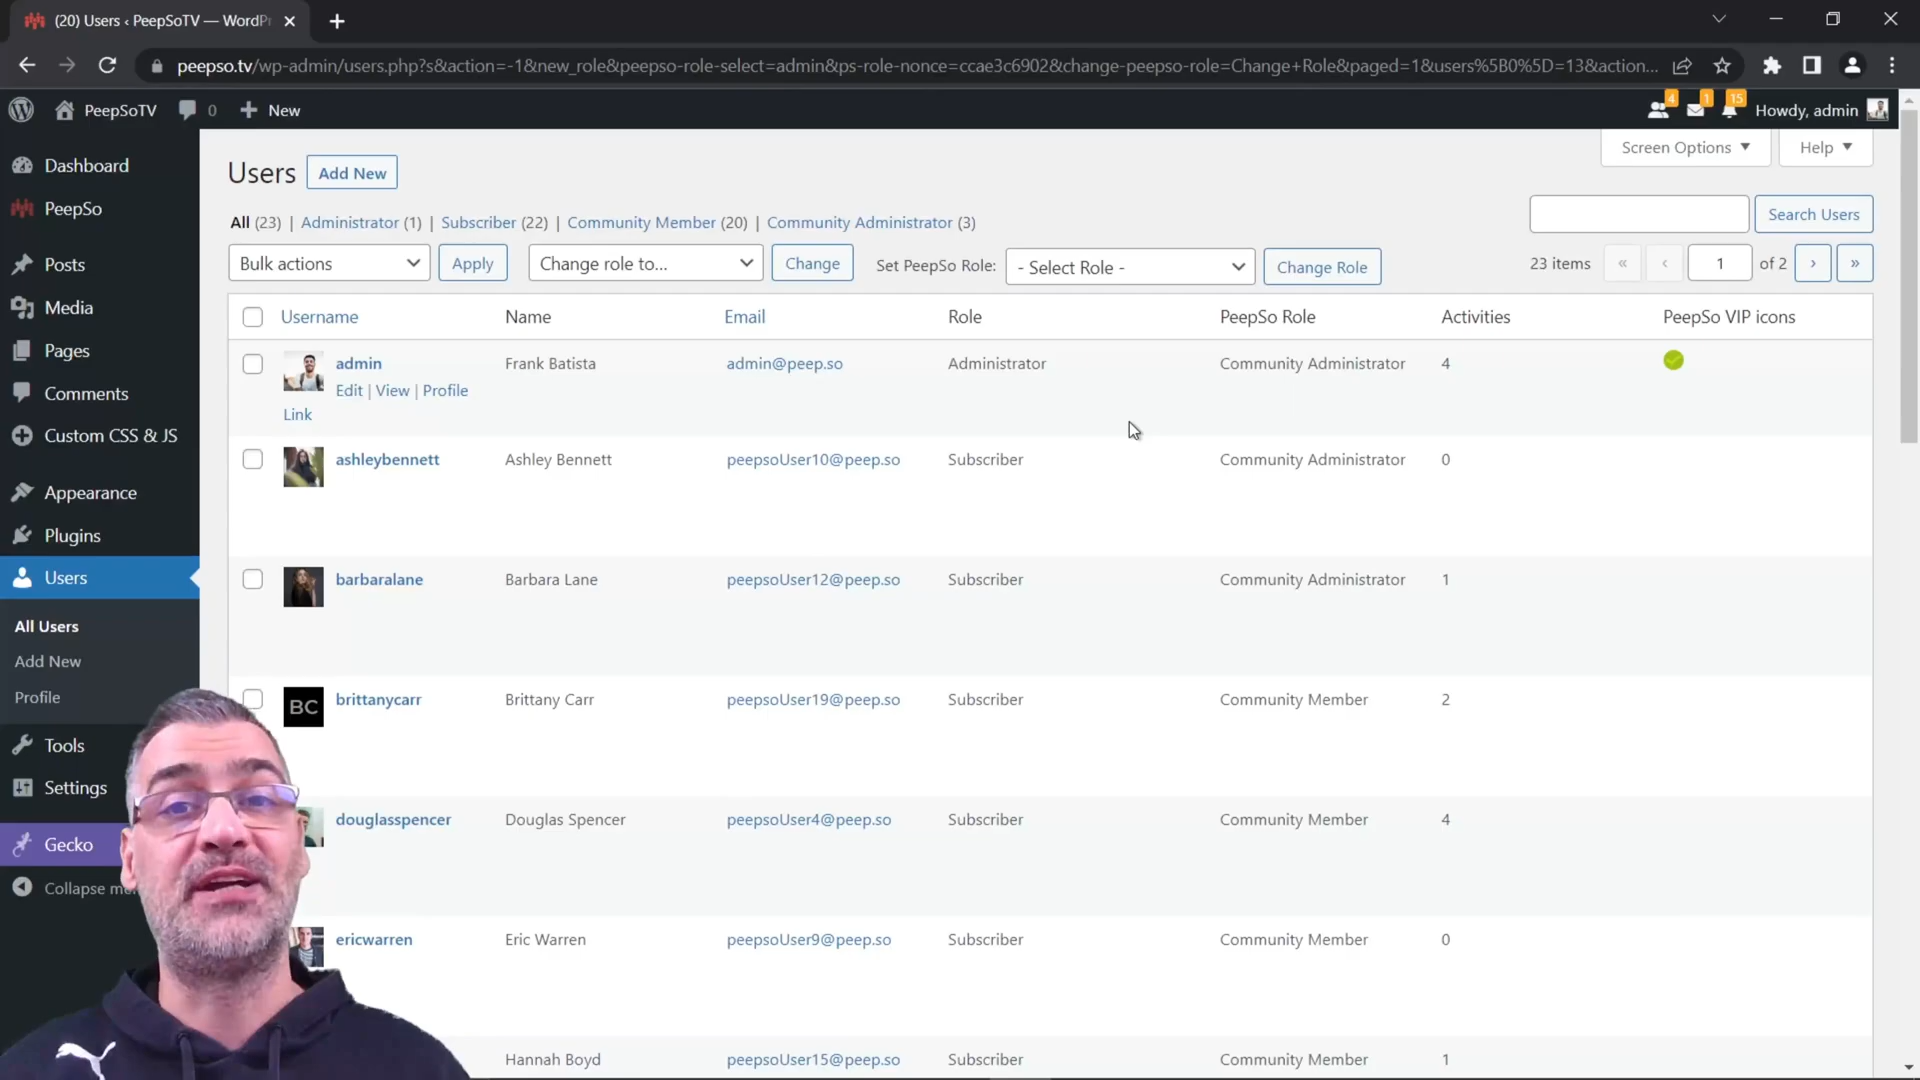 (20) Users ‹ PeepSoTV — WordPr
peepso.tv/wp-admin/users.php?s&action=-1&new_role&peepso-role-select=admin&ps-role-nonce=ccae3c6902&change-peepso-role=Change+Role&paged=1&users%5B0%5D=13&action...
PeepSoTV 0 New 4 1 15 Howdy, admin
Screen Options Help
Dashboard
PeepSo
Posts
Media
Pages
Comments
Custom CSS & JS
Appearance
Plugins
Users
All Users
Add New
Profile
Tools
Settings
Gecko
Collapse me
Users Add New
All (23) | Administrator (1) | Subscriber (22) | Community Member (20) | Community Administrator (3)
Search Users
Bulk actions Apply Change role to... Change Set PeepSo Role: - Select Role - Change Role 23 items « ‹ 1 of 2 › »
Username Name Email Role PeepSo Role Activities PeepSo VIP icons
admin Frank Batista admin@peep.so Administrator Community Administrator 4
Edit | View | Profile
Link
ashleybennett Ashley Bennett peepsoUser10@peep.so Subscriber Community Administrator 0
barbaralane Barbara Lane peepsoUser12@peep.so Subscriber Community Administrator 1
BC brittanycarr Brittany Carr peepsoUser19@peep.so Subscriber Community Member 2
douglasspencer Douglas Spencer peepsoUser4@peep.so Subscriber Community Member 4
ericwarren Eric Warren peepsoUser9@peep.so Subscriber Community Member 0
Hannah Boyd peepsoUser15@peep.so Subscriber Community Member 1